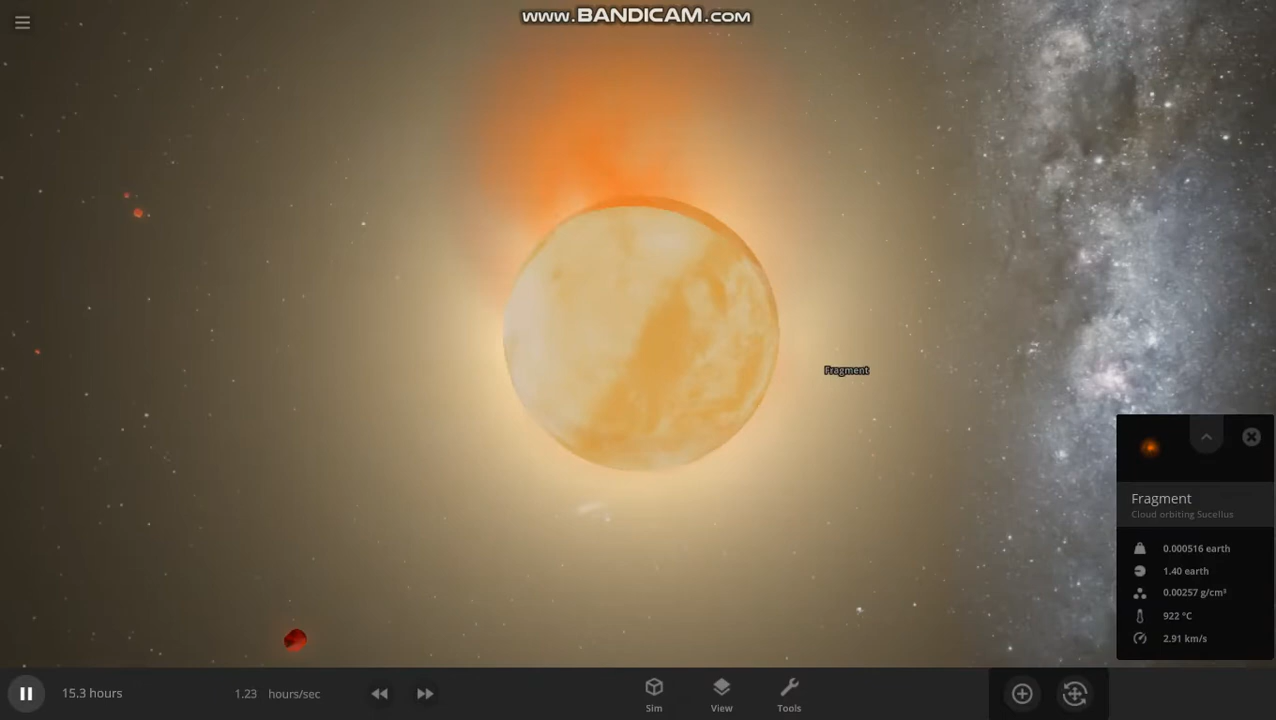 www.BANDICAM.com
Fragment
Fragment
Cloud orbiting Sucellus
0.000516 earth
1.40 earth
0.00257 g/cm³
922 °C
2.91 km/s
15.3 hours
1.23 hours/sec
Sim
View
Tools